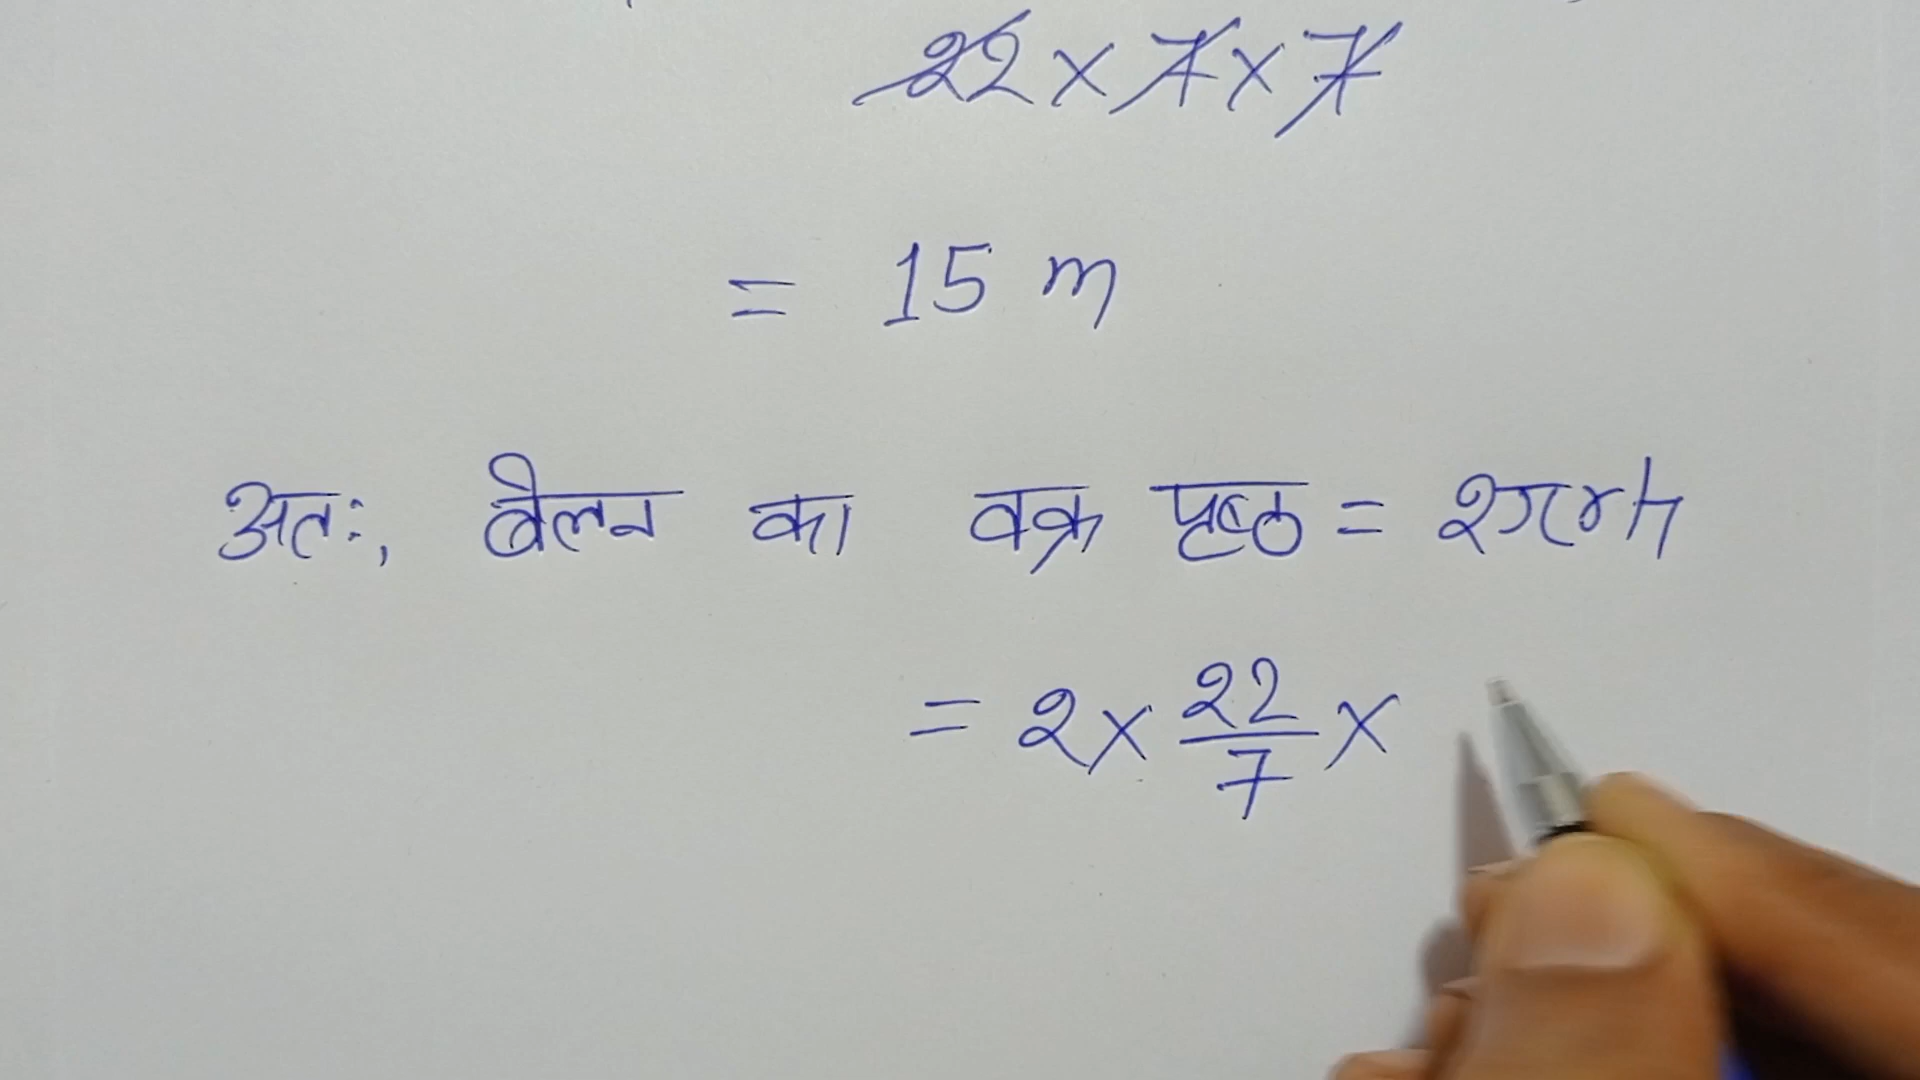 22 × 7 × 7
= 15 m
अतः, बेलन का वक्र पृष्ठ = 2πrh
= 2 × 22/7 ×